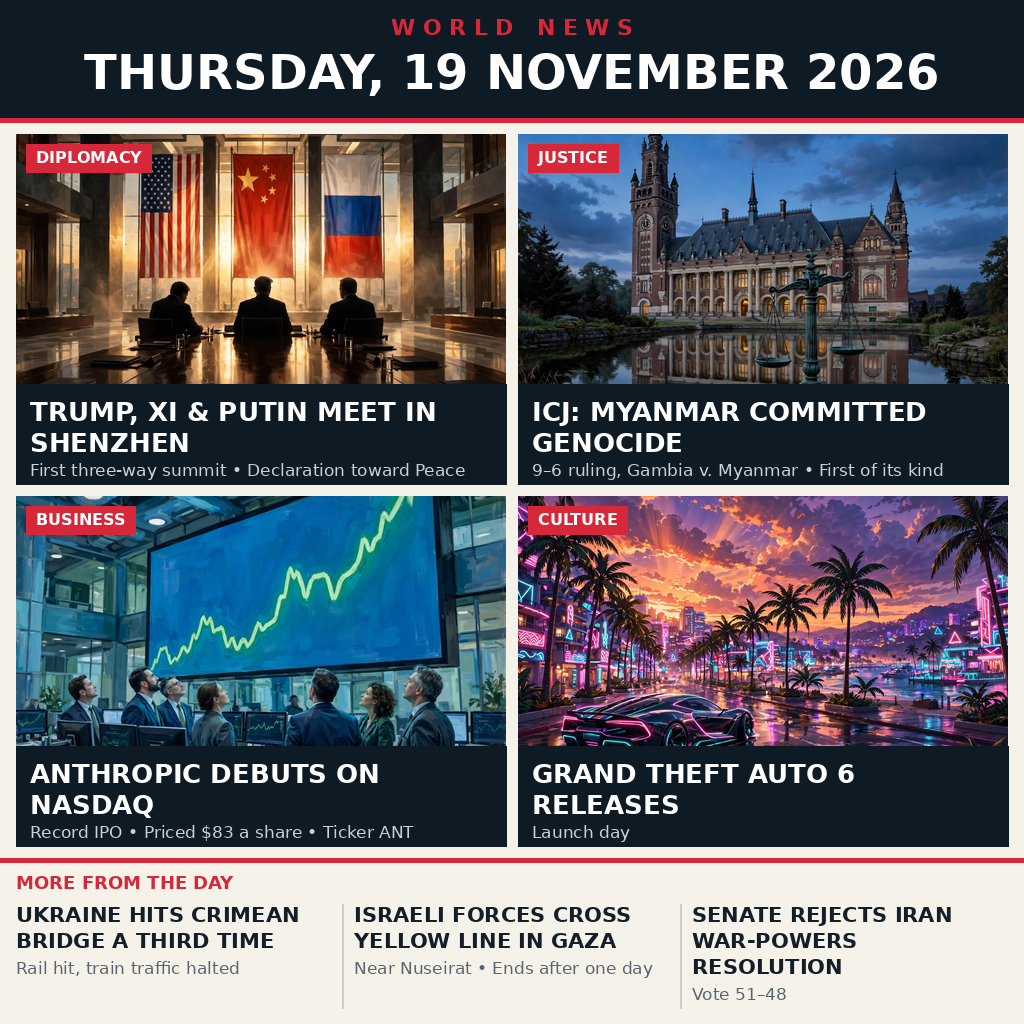 WORLD NEWS
THURSDAY, 19 NOVEMBER 2026
DIPLOMACY
TRUMP, XI & PUTIN MEET IN
SHENZHEN
First three-way summit • Declaration toward Peace
JUSTICE
ICJ: MYANMAR COMMITTED
GENOCIDE
9–6 ruling, Gambia v. Myanmar • First of its kind
BUSINESS
ANTHROPIC DEBUTS ON
NASDAQ
Record IPO • Priced $83 a share • Ticker ANT
CULTURE
GRAND THEFT AUTO 6
RELEASES
Launch day
MORE FROM THE DAY
UKRAINE HITS CRIMEAN
BRIDGE A THIRD TIME
Rail hit, train traffic halted
ISRAELI FORCES CROSS
YELLOW LINE IN GAZA
Near Nuseirat • Ends after one day
SENATE REJECTS IRAN
WAR-POWERS
RESOLUTION
Vote 51–48